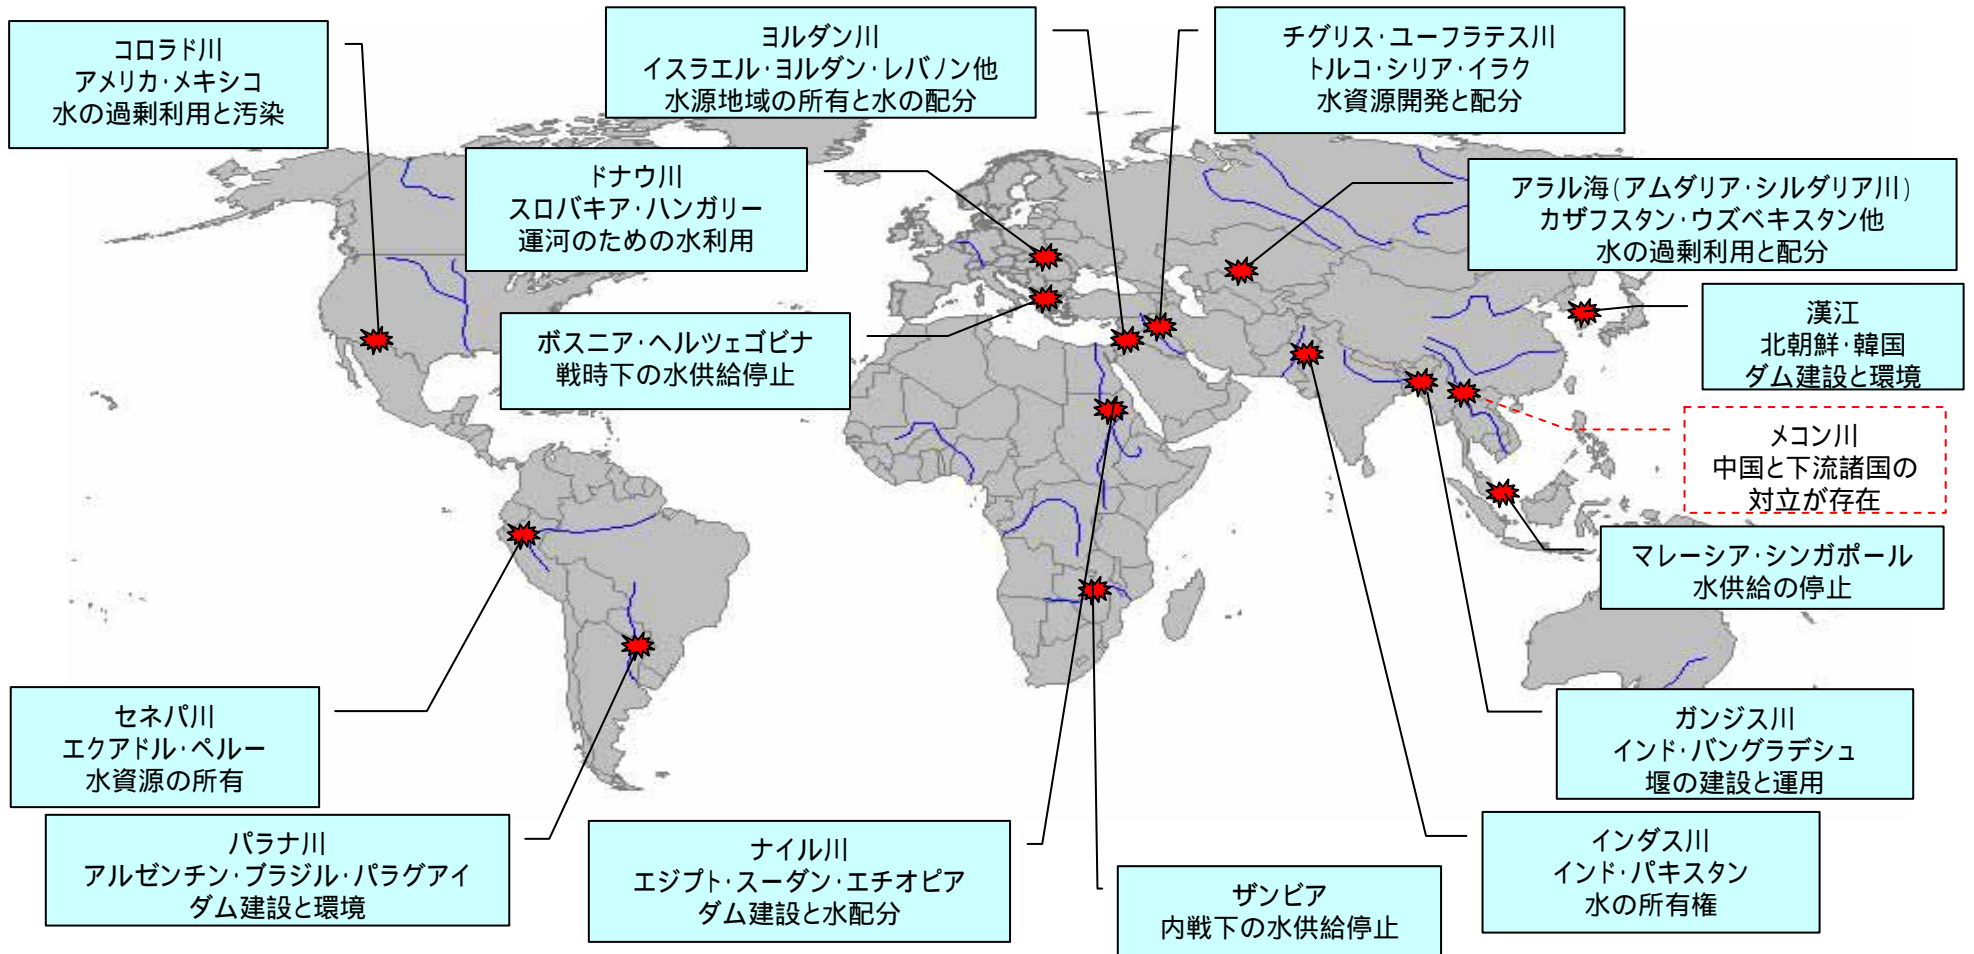 コロラド川
アメリカ・メキシコ
水の過剰利用と汚染
ヨルダン川
イスラエル・ヨルダン・レバノン他
水源地域の所有と水の配分
チグリス・ユーフラテス川
トルコ・シリア・イラク
水資源開発と配分
ドナウ川
スロバキア・ハンガリー
運河のための水利用
アラル海(アムダリア・シルダリア川)
カザフスタン・ウズベキスタン他
水の過剰利用と配分
ボスニア・ヘルツェゴビナ
戦時下の水供給停止
漢江
北朝鮮・韓国
ダム建設と環境
メコン川
中国と下流諸国の
対立が存在
マレーシア・シンガポール
水供給の停止
セネパ川
エクアドル・ペルー
水資源の所有
ガンジス川
インド・バングラデシュ
堰の建設と運用
パラナ川
アルゼンチン・ブラジル・パラグアイ
ダム建設と環境
ナイル川
エジプト・スーダン・エチオピア
ダム建設と水配分
ザンビア
内戦下の水供給停止
インダス川
インド・パキスタン
水の所有権